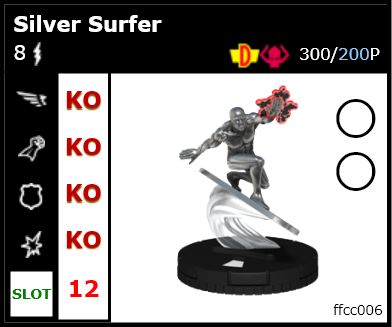 Silver Surfer
8
D 300/200P
KO
KO
KO
KO
SLOT 12
ffcc006